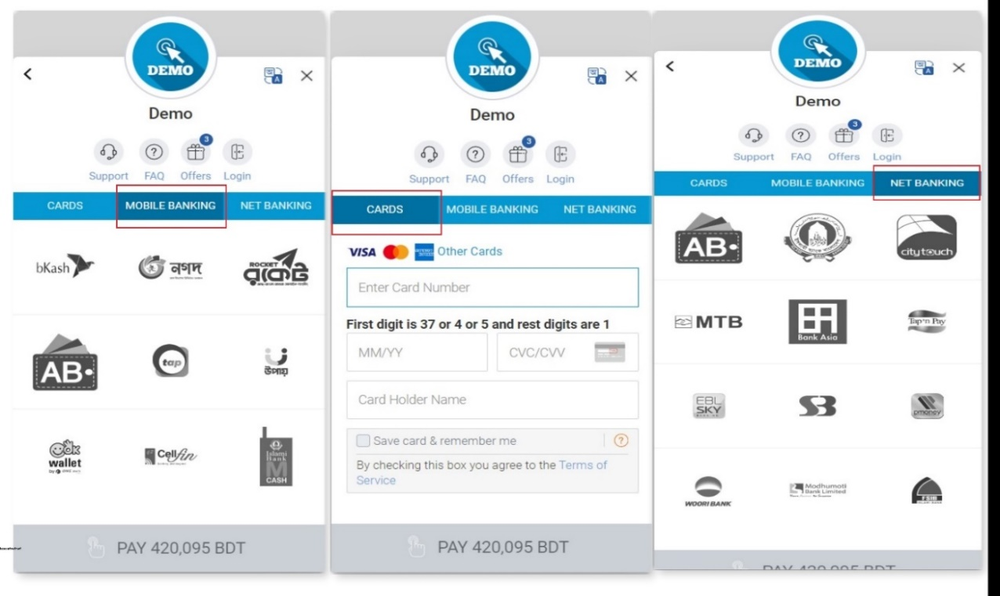 DEMO
Demo
3
Support FAQ Offers Login
CARDS MOBILE BANKING NET BANKING
bKash
নগদ
ROCKET
রকেট
AB
tap
উপায়
OK
wallet
Cellfin
Islami
Bank
M
CASH
PAY 420,095 BDT
DEMO
Demo
3
Support FAQ Offers Login
CARDS MOBILE BANKING NET BANKING
VISA Other Cards
Enter Card Number
First digit is 37 or 4 or 5 and rest digits are 1
MM/YY CVC/CVV
Card Holder Name
Save card & remember me ?
By checking this box you agree to the Terms of
Service
PAY 420,095 BDT
DEMO
Demo
3
Support FAQ Offers Login
CARDS MOBILE BANKING NET BANKING
AB
citytouch
MTB
Bank Asia
Tap'n Pay
EBL
SKY
BANKING
SB
pmoney
WOORI BANK
Modhumoti
Bank Limited
FSIB
PAY 420,095 BDT